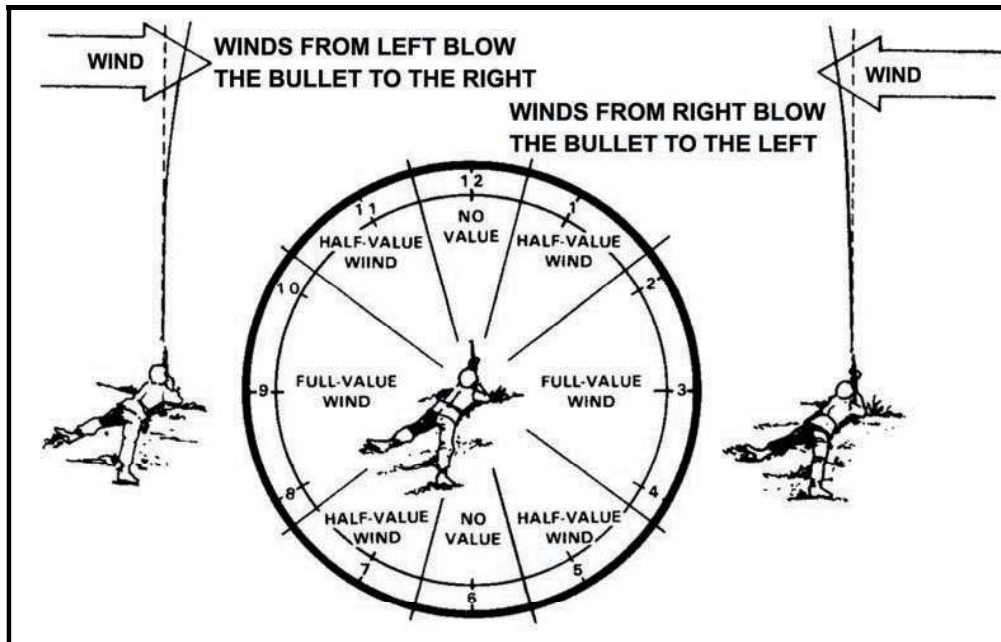 WIND
WINDS FROM LEFT BLOW
THE BULLET TO THE RIGHT
WIND
WINDS FROM RIGHT BLOW
THE BULLET TO THE LEFT
12
11
1
NO
VALUE
HALF-VALUE
WIIND
HALF-VALUE
WIND
10
2
9
FULL-VALUE
WIND
FULL-VALUE
WIND
3
8
4
HALF-VALUE
WIND
NO
VALUE
HALF-VALUE
WIND
7
6
5